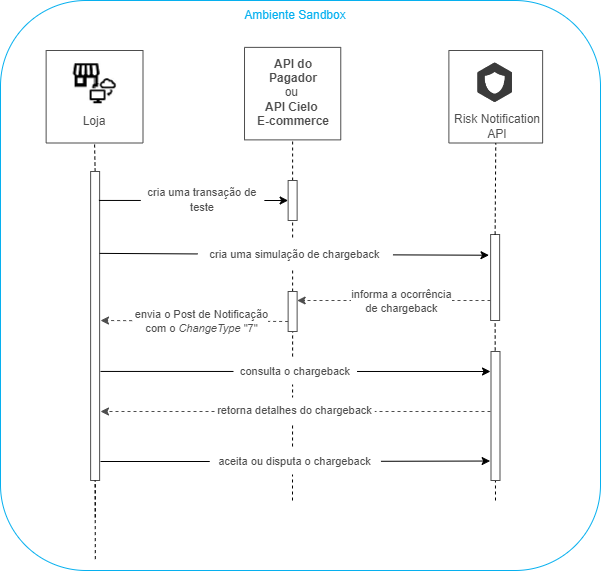 Ambiente Sandbox
Loja
API do
Pagador
ou
API Cielo
E-commerce
Risk Notification
API
cria uma transação de
teste
cria uma simulação de chargeback
informa a ocorrência
de chargeback
envia o Post de Notificação
com o ChangeType "7"
consulta o chargeback
retorna detalhes do chargeback
aceita ou disputa o chargeback